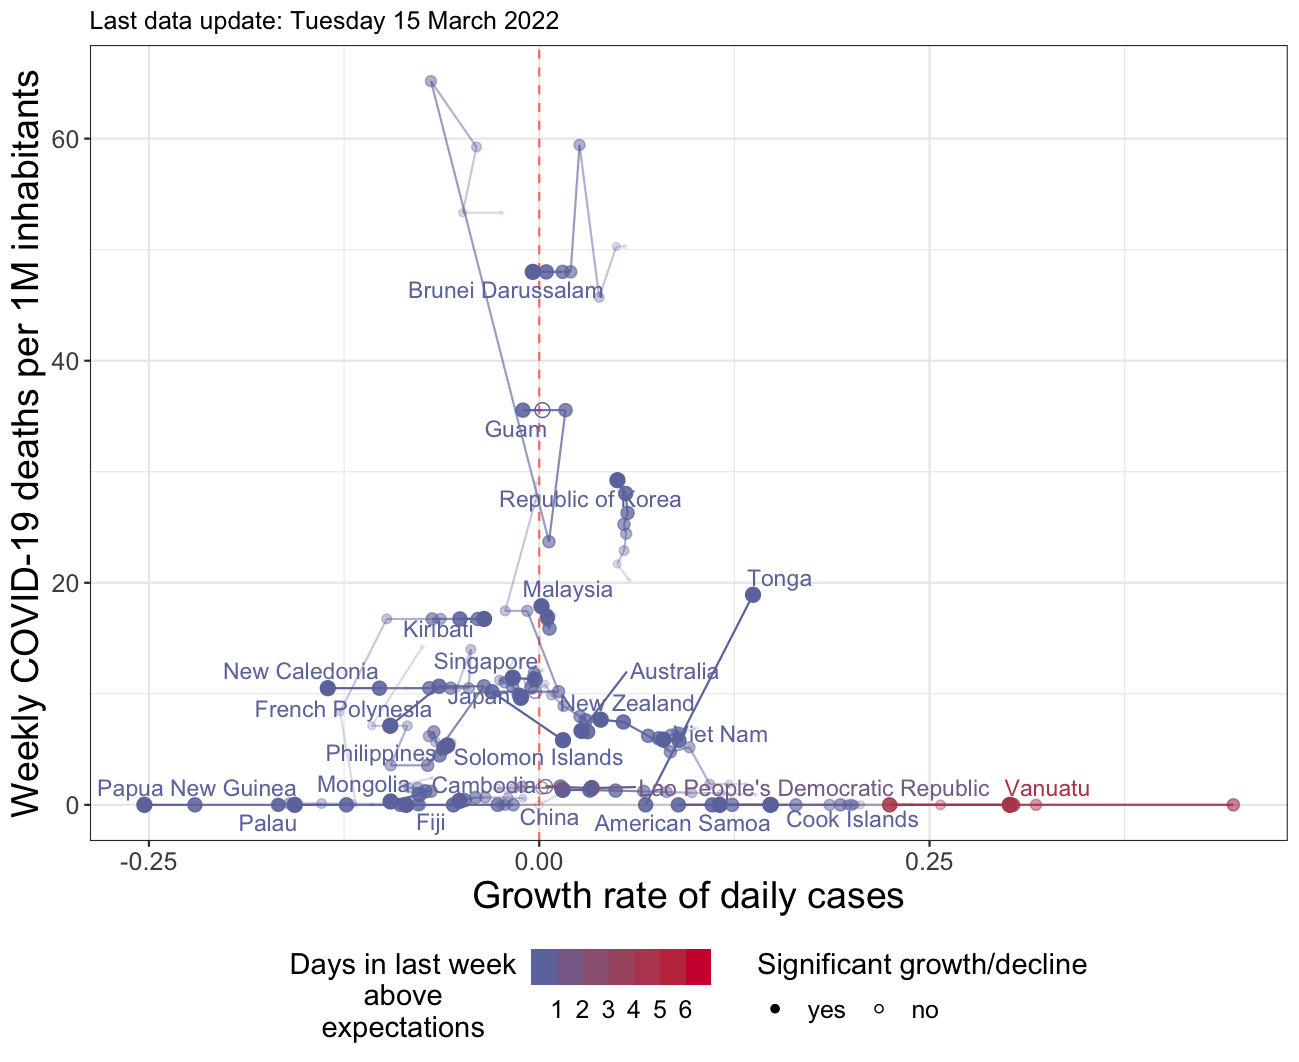 Last data update: Tuesday 15 March 2022
Weekly COVID-19 deaths per 1M inhabitants
60
40
20
0
Brunei Darussalam
Guam
Republic of Korea
Tonga
Malaysia
Kiribati
Singapore
New Caledonia
Australia
Japan
New Zealand
French Polynesia
Viet Nam
Philippines
Solomon Islands
Mongolia
Cambodia
Papua New Guinea
Lao People's Democratic Republic
Vanuatu
Palau
Fiji
China
American Samoa
Cook Islands
-0.25
0.00
0.25
Growth rate of daily cases
Days in last week
above
expectations
1 2 3 4 5 6
Significant growth/decline
yes
no